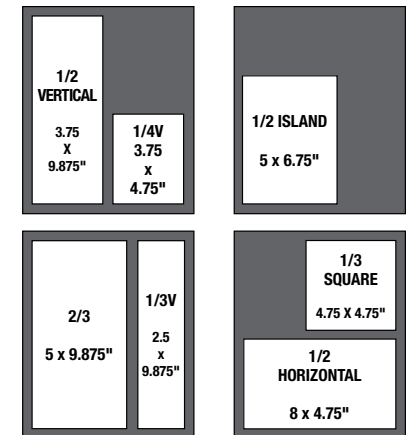 1/2
VERTICAL
3.75
X
9.875"
1/4V
3.75
x
4.75"
1/2 ISLAND
5 x 6.75"
2/3
5 x 9.875"
1/3V
2.5
x
9.875"
1/3
SQUARE
4.75 X 4.75"
1/2
HORIZONTAL
8 x 4.75"